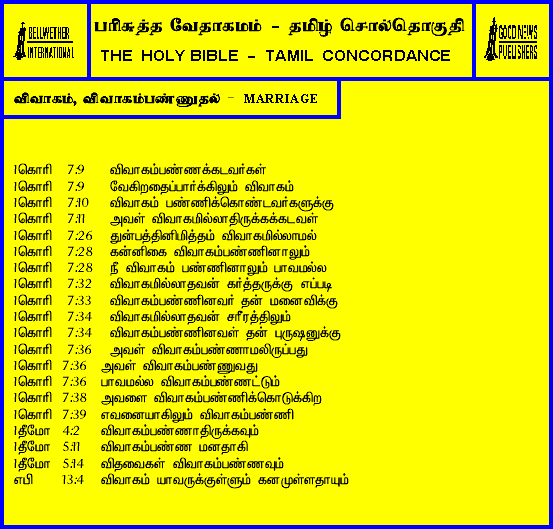 BELLWETHER
INTERNATIONAL
பரிசுத்த வேதாகமம் - தமிழ் சொல்தொகுதி
THE HOLY BIBLE - TAMIL CONCORDANCE
GOOD NEWS
PUBLISHERS
விவாகம், விவாகம்பண்ணுதல் - MARRIAGE
1கொரி 7:9 விவாகம்பண்ணக்கடவர்கள்
1கொரி 7:9 வேகிறதைப்பார்க்கிலும் விவாகம்
1கொரி 7:10 விவாகம் பண்ணிக்கொண்டவர்களுக்கு
1கொரி 7:11 அவள் விவாகமில்லாதிருக்கக்கடவள்
1கொரி 7:26 துன்பத்தினிமித்தம் விவாகமில்லாமல்
1கொரி 7:28 கன்னிகை விவாகம்பண்ணினாலும்
1கொரி 7:28 நீ விவாகம் பண்ணினாலும் பாவமல்ல
1கொரி 7:32 விவாகமில்லாதவன் கர்த்தருக்கு எப்படி
1கொரி 7:33 விவாகம்பண்ணினவர் தன் மனைவிக்கு
1கொரி 7:34 விவாகமில்லாதவன் சரீரத்திலும்
1கொரி 7:34 விவாகம்பண்ணினவள் தன் புருஷனுக்கு
1கொரி 7:36 அவள் விவாகம்பண்ணாமலிருப்பது
1கொரி 7:36 அவள் விவாகம்பண்ணுவது
1கொரி 7:36 பாவமல்ல விவாகம்பண்ணட்டும்
1கொரி 7:38 அவளை விவாகம்பண்ணிக்கொடுக்கிற
1கொரி 7:39 எவனையாகிலும் விவாகம்பண்ணி
1தீமோ 4:2 விவாகம்பண்ணாதிருக்கவும்
1தீமோ 5:11 விவாகம்பண்ண மனதாகி
1தீமோ 5:14 விதவைகள் விவாகம்பண்ணவும்
எபி 13:4 விவாகம் யாவருக்குள்ளும் கனமுள்ளதாயும்